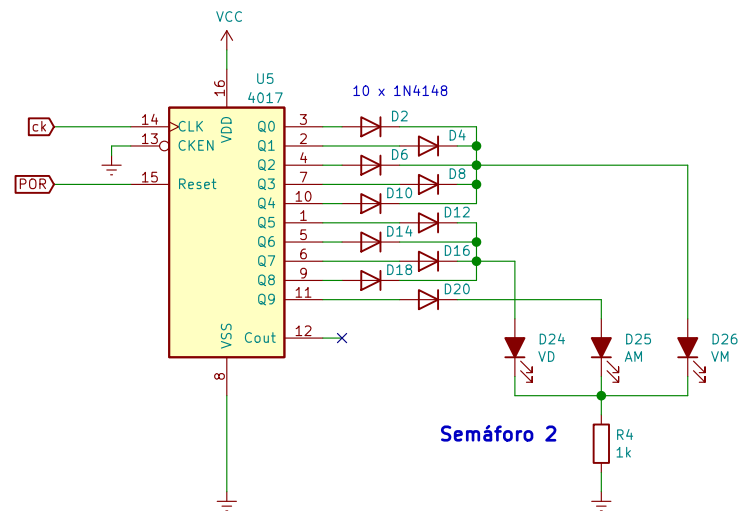 VCC
U5
4017
16
VDD
10 x 1N4148
ck
14
CLK
13
CKEN
POR
15
Reset
Q0
3
D2
Q1
2
D4
Q2
4
D6
Q3
7
D8
Q4
10
D10
Q5
1
D12
Q6
5
D14
Q7
6
D16
Q8
9
D18
Q9
11
D20
Cout
12
VSS
8
D24
VD
D25
AM
D26
VM
Semáforo 2
R4
1k